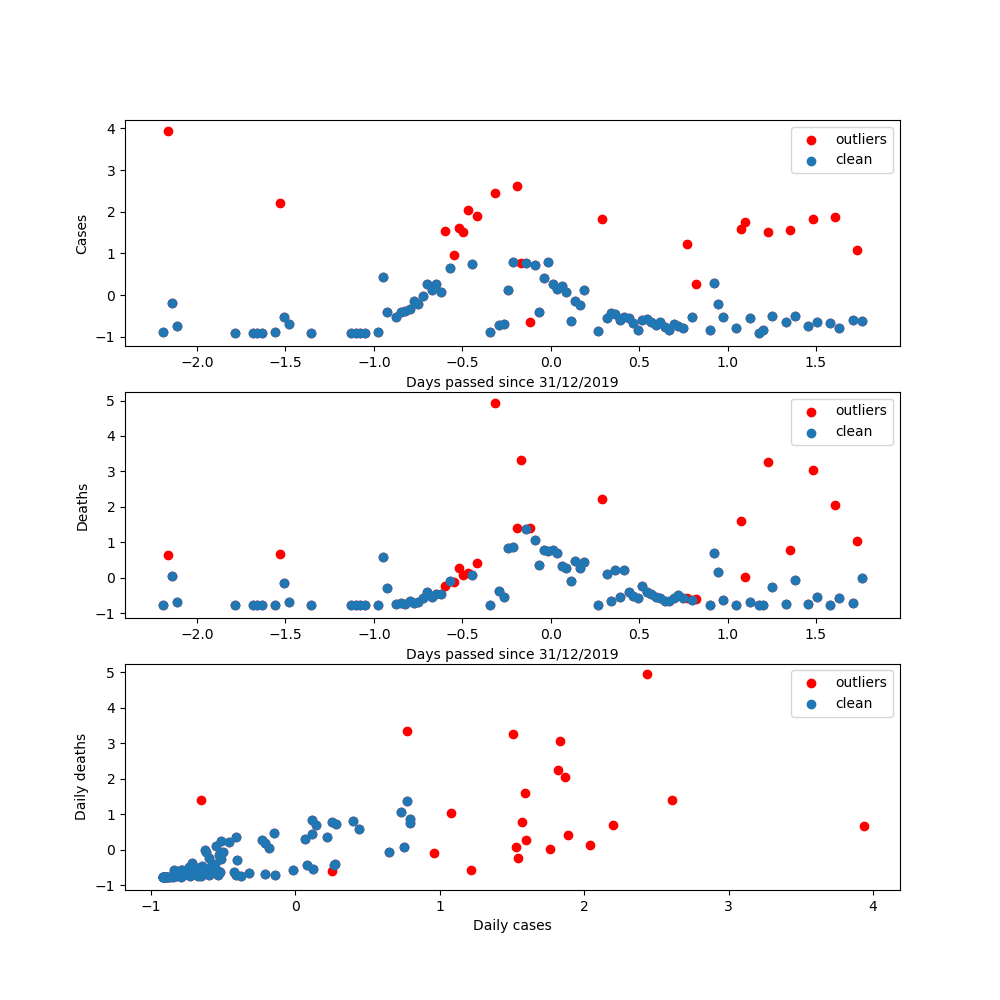 4
3
2
1
0
−1
Cases
outliers
clean
−2.0 −1.5 −1.0 −0.5 0.0 0.5 1.0 1.5
Days passed since 31/12/2019
5
4
3
2
1
0
−1
Deaths
outliers
clean
−2.0 −1.5 −1.0 −0.5 0.0 0.5 1.0 1.5
Days passed since 31/12/2019
5
4
3
2
1
0
−1
Daily deaths
outliers
clean
−1 0 1 2 3 4
Daily cases